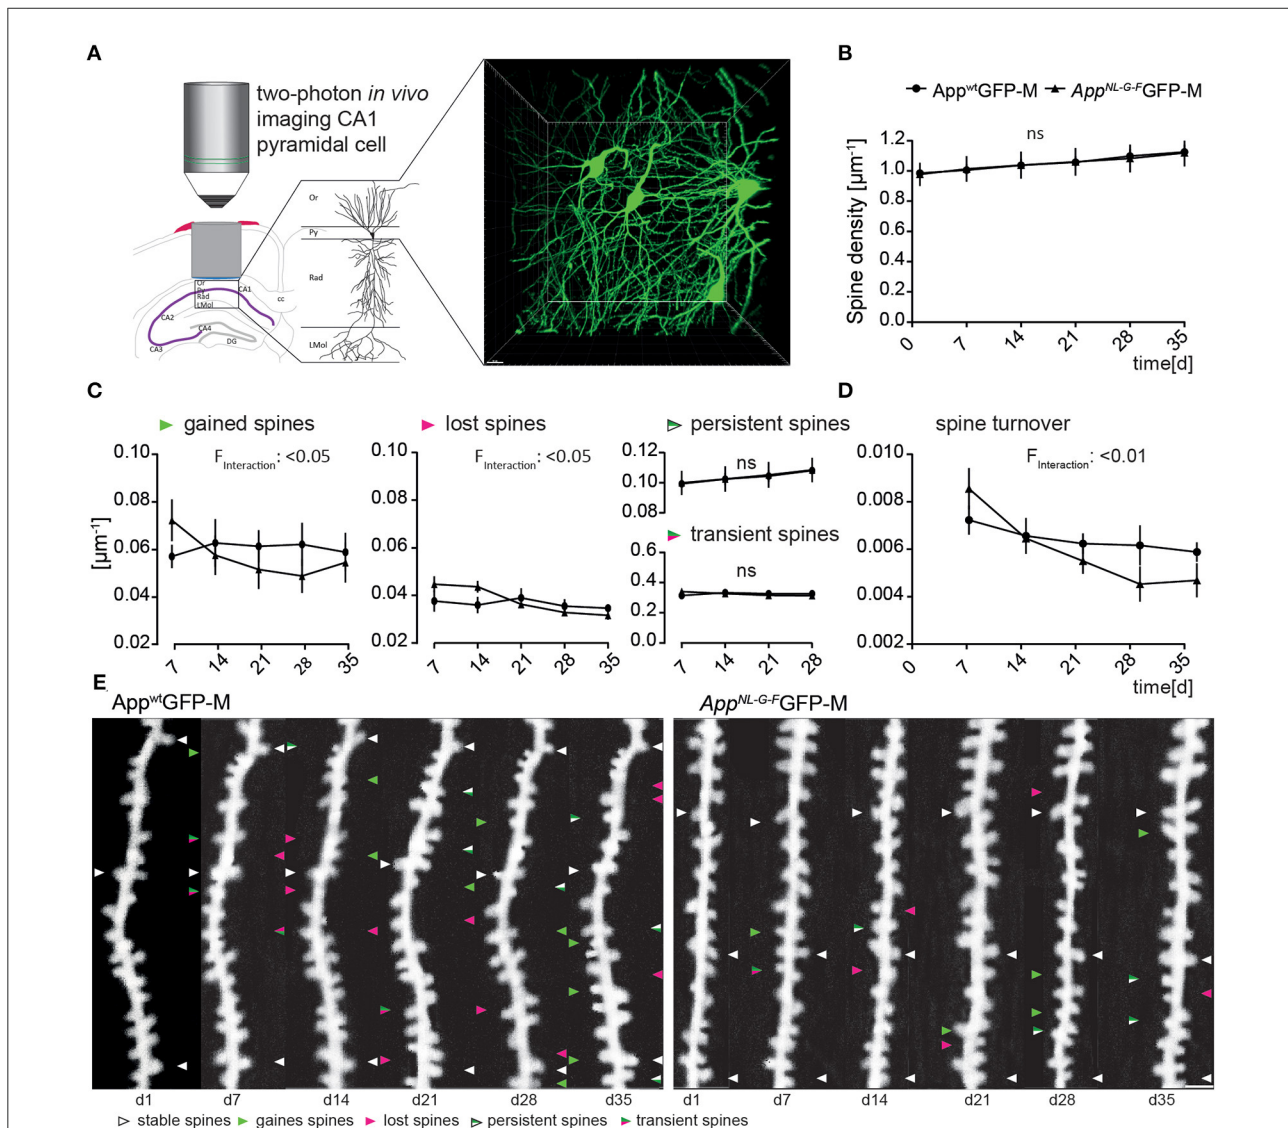 A
two-photon in vivo
imaging CA1
pyramidal cell
Or
Py
Rad
LMol
Or
Py
Rad
LMol
CA1
CA2
CA3
CA4
DG
cc
B
App^wt GFP-M App^NL-G-F GFP-M
ns
Spine density [µm⁻¹]
1.2
1.0
0.8
0.6
0.4
0.2
0.0
0 7 14 21 28 35
time[d]
C
gained spines
F_Interaction: <0.05
[µm⁻¹]
0.10
0.08
0.06
0.04
0.02
7 14 21 28 35
lost spines
F_Interaction: <0.05
0.10
0.08
0.06
0.04
0.02
7 14 21 28 35
persistent spines
ns
0.12
0.10
0.08
transient spines
ns
0.6
0.4
0.2
0.0
7 14 21 28
D
spine turnover
F_Interaction: <0.01
0.010
0.008
0.006
0.004
0.002
0 7 14 21 28 35
time[d]
E
App^wt GFP-M
App^NL-G-F GFP-M
d1 d7 d14 d21 d28 d35
d1 d7 d14 d21 d28 d35
stable spines gaines spines lost spines persistent spines transient spines